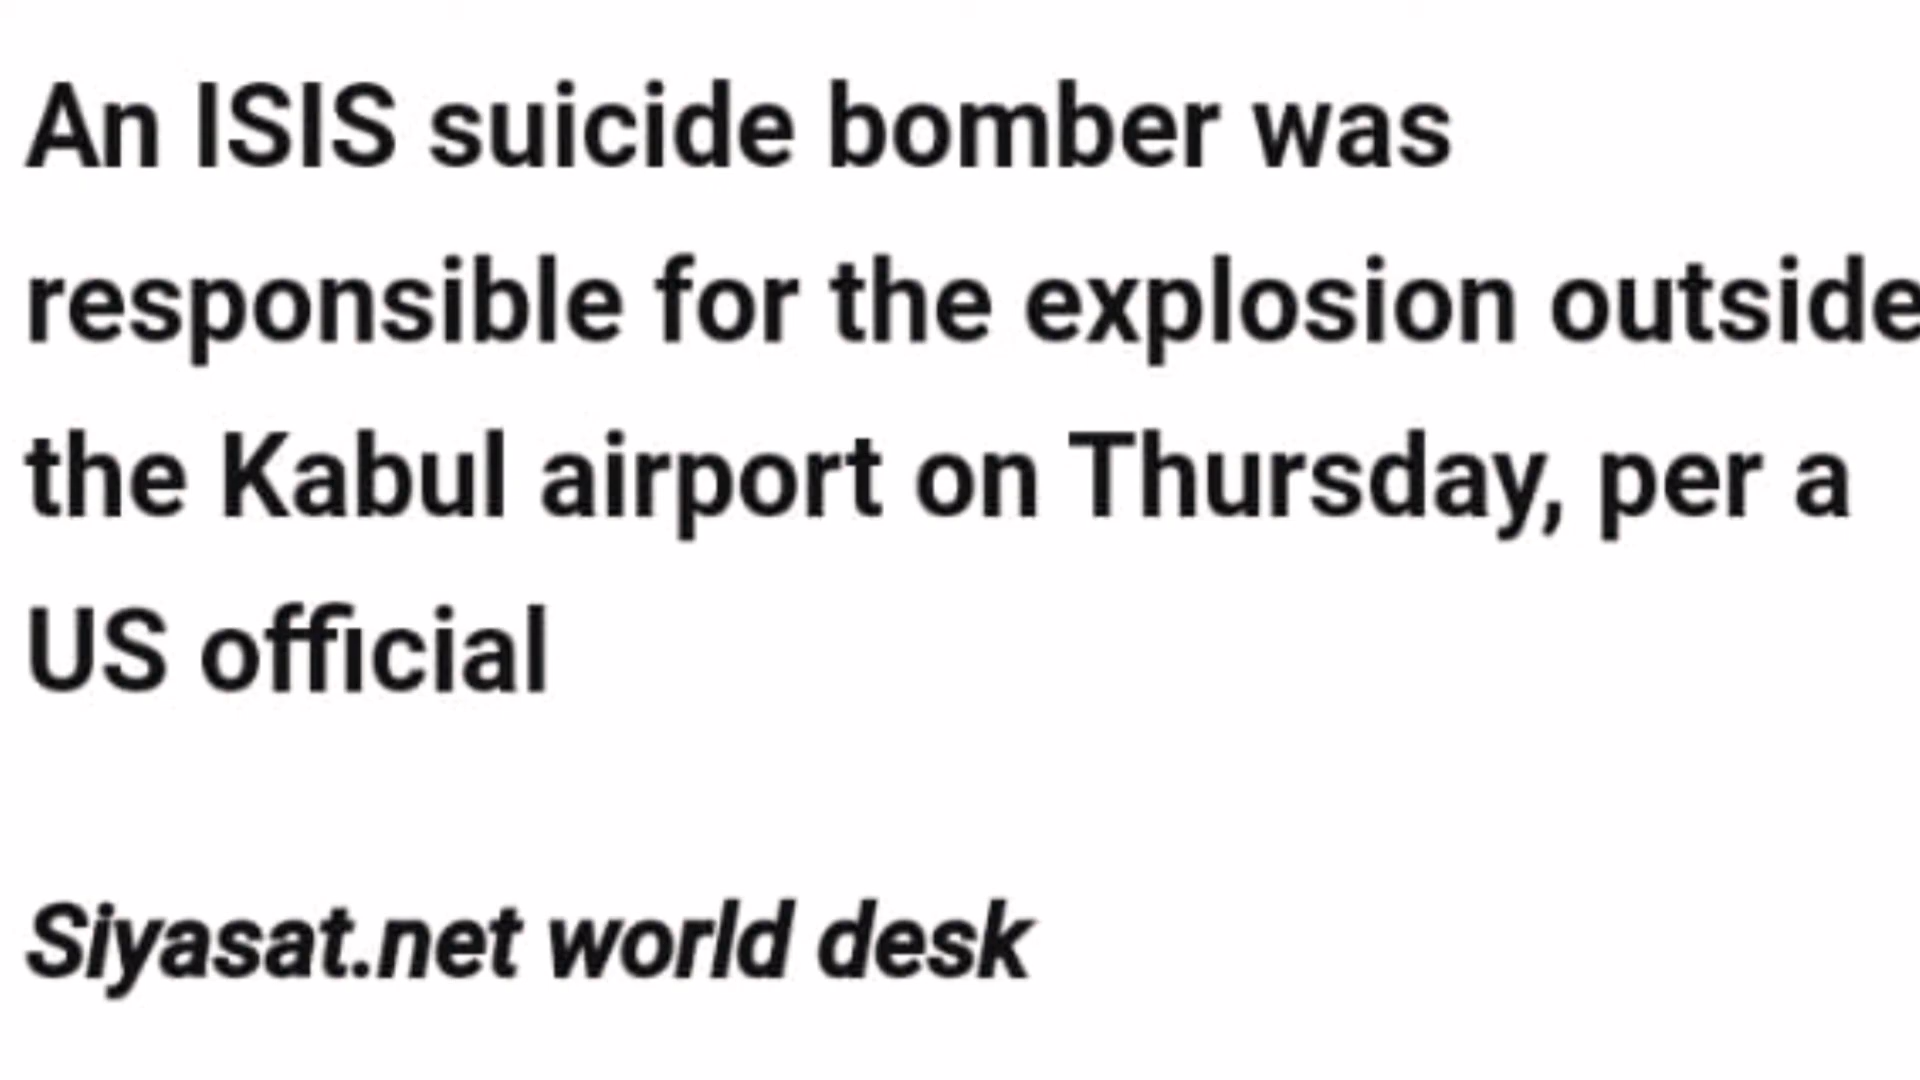 An ISIS suicide bomber was
responsible for the explosion outside
the Kabul airport on Thursday, per a
US official
Siyasat.net world desk